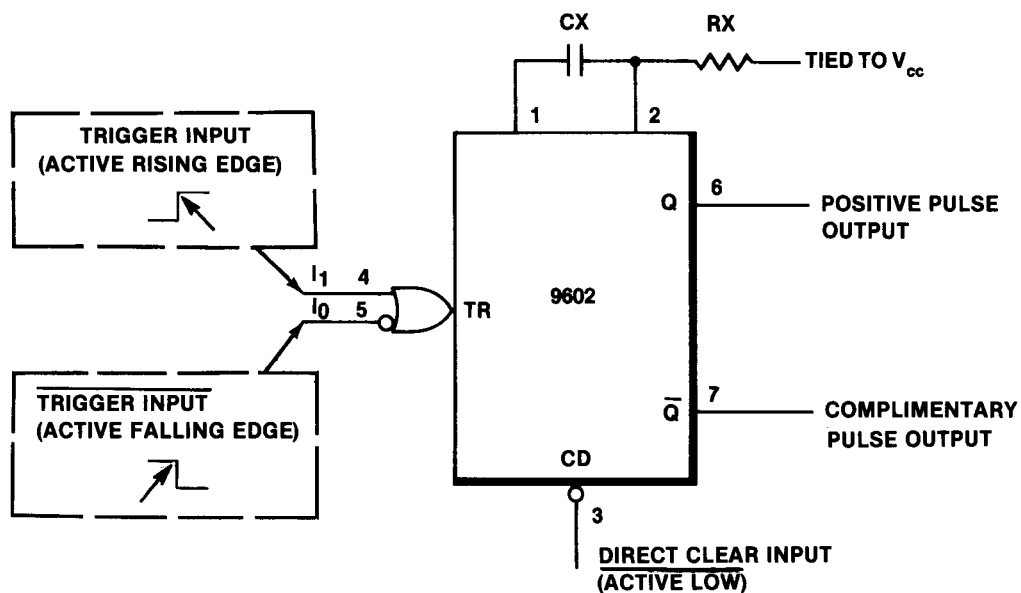 CX
RX
TIED TO Vcc
1
2
TRIGGER INPUT
(ACTIVE RISING EDGE)
Q
6
POSITIVE PULSE
OUTPUT
I1
4
I0
5
TR
9602
TRIGGER INPUT
(ACTIVE FALLING EDGE)
Q̅
7
COMPLIMENTARY
PULSE OUTPUT
CD
3
DIRECT CLEAR INPUT
(ACTIVE LOW)